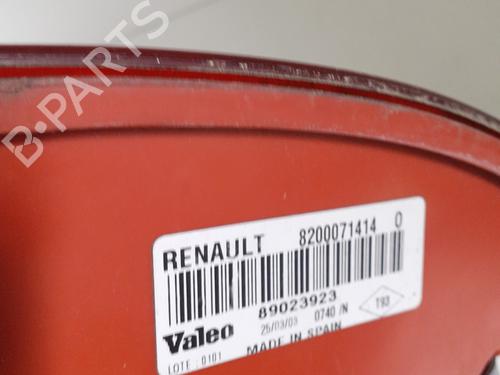 B-PARTS
RENAULT 8200071414 0
89023923
Valeo 25/03/03 0740 /N T93
LOTE : 0101 MADE IN SPAIN